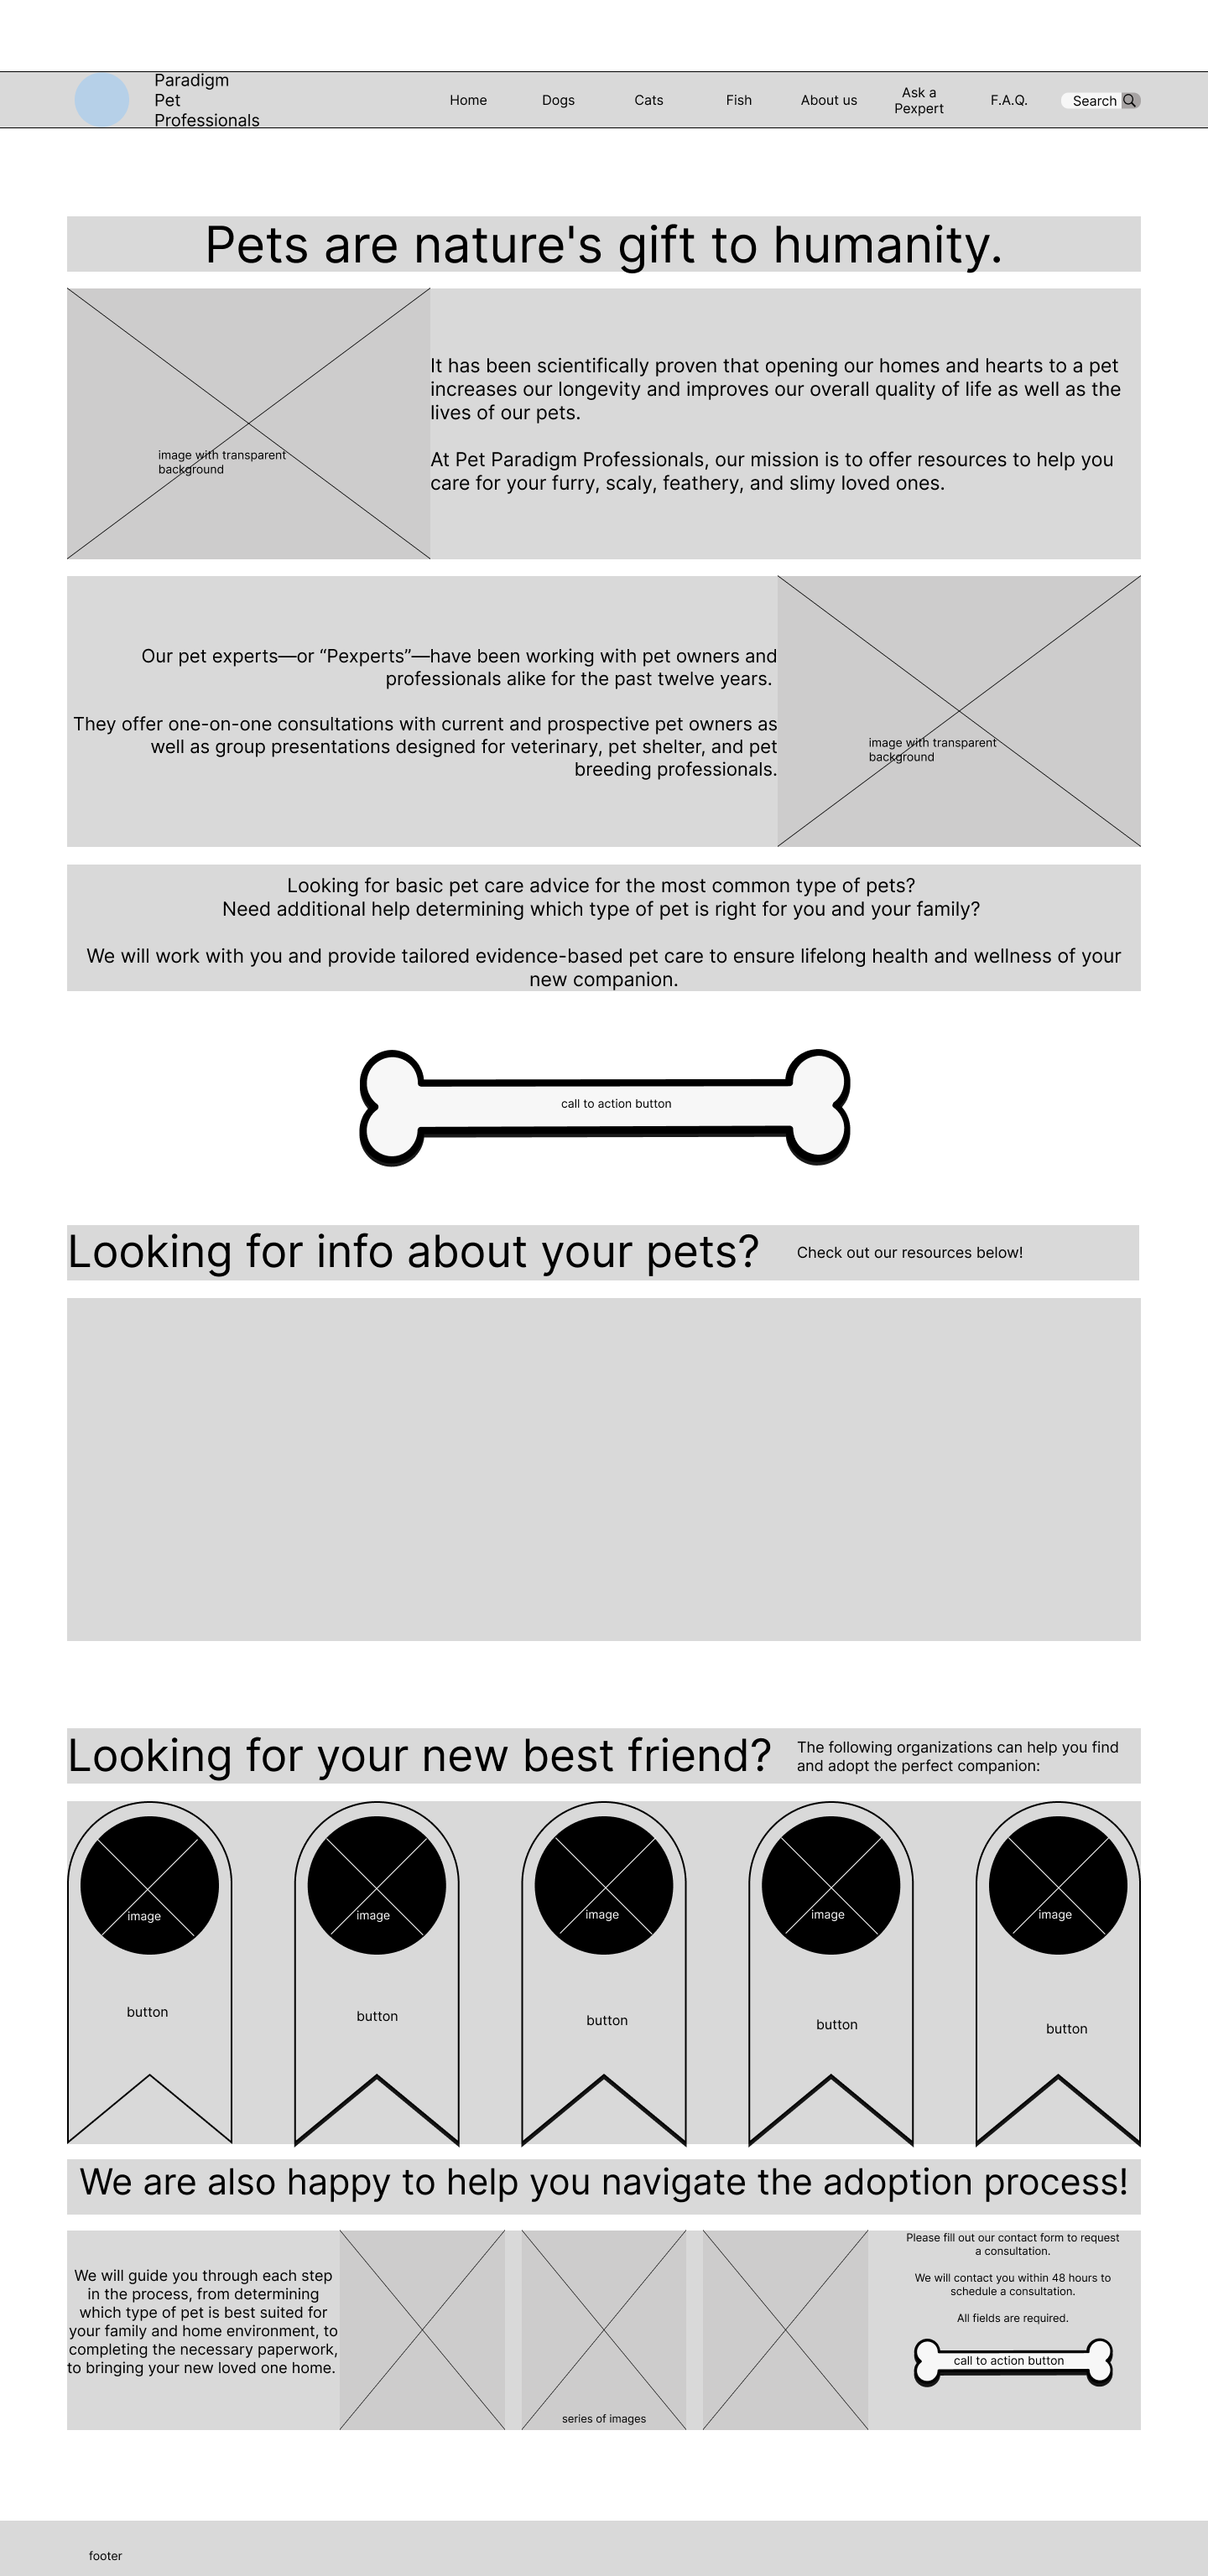 Paradigm
Pet
Professionals
Home
Dogs
Cats
Fish
About us
Ask a
Pexpert
F.A.Q.
Search
Pets are nature's gift to humanity.
image with transparent
background
It has been scientifically proven that opening our homes and hearts to a pet
increases our longevity and improves our overall quality of life as well as the
lives of our pets.
At Pet Paradigm Professionals, our mission is to offer resources to help you
care for your furry, scaly, feathery, and slimy loved ones.
Our pet experts—or “Pexperts”—have been working with pet owners and
professionals alike for the past twelve years.
They offer one-on-one consultations with current and prospective pet owners as
well as group presentations designed for veterinary, pet shelter, and pet
breeding professionals.
image with transparent
background
Looking for basic pet care advice for the most common type of pets?
Need additional help determining which type of pet is right for you and your family?
We will work with you and provide tailored evidence-based pet care to ensure lifelong health and wellness of your
new companion.
call to action button
Looking for info about your pets?
Check out our resources below!
Looking for your new best friend?
The following organizations can help you find
and adopt the perfect companion:
image
image
image
image
image
button
button
button
button
button
We are also happy to help you navigate the adoption process!
We will guide you through each step
in the process, from determining
which type of pet is best suited for
your family and home environment, to
completing the necessary paperwork,
to bringing your new loved one home.
series of images
Please fill out our contact form to request
a consultation.
We will contact you within 48 hours to
schedule a consultation.
All fields are required.
call to action button
footer